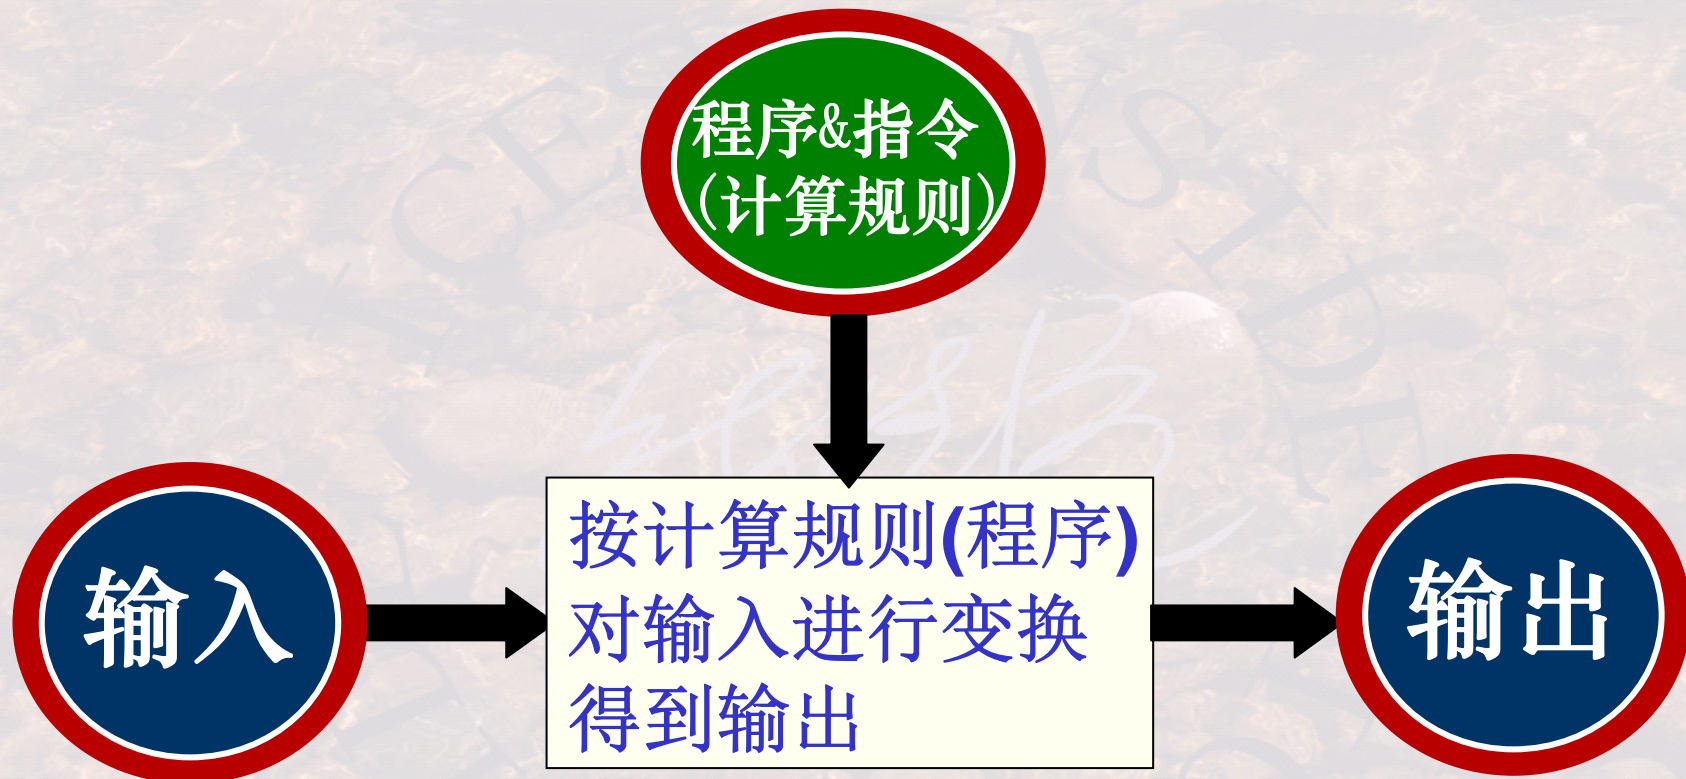 程序&指令
(计算规则)
输入
按计算规则(程序)
对输入进行变换
得到输出
输出